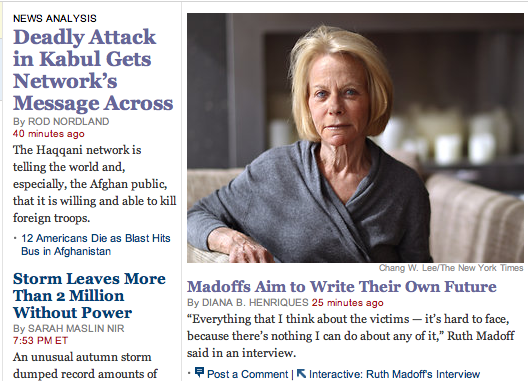 NEWS ANALYSIS
Deadly Attack
in Kabul Gets
Network's
Message Across
By ROD NORDLAND
40 minutes ago
The Haqqani network is
telling the world and,
especially, the Afghan public,
that it is willing and able to kill
foreign troops.
· 12 Americans Die as Blast Hits
Bus in Afghanistan
Storm Leaves More
Than 2 Million
Without Power
By SARAH MASLIN NIR
7:53 PM ET
An unusual autumn storm
dumped record amounts of
Chang W. Lee/The New York Times
Madoffs Aim to Write Their Own Future
By DIANA B. HENRIQUES 25 minutes ago
“Everything that I think about the victims — it's hard to face,
because there's nothing I can do about any of it,” Ruth Madoff
said in an interview.
· Post a Comment | Interactive: Ruth Madoff's Interview